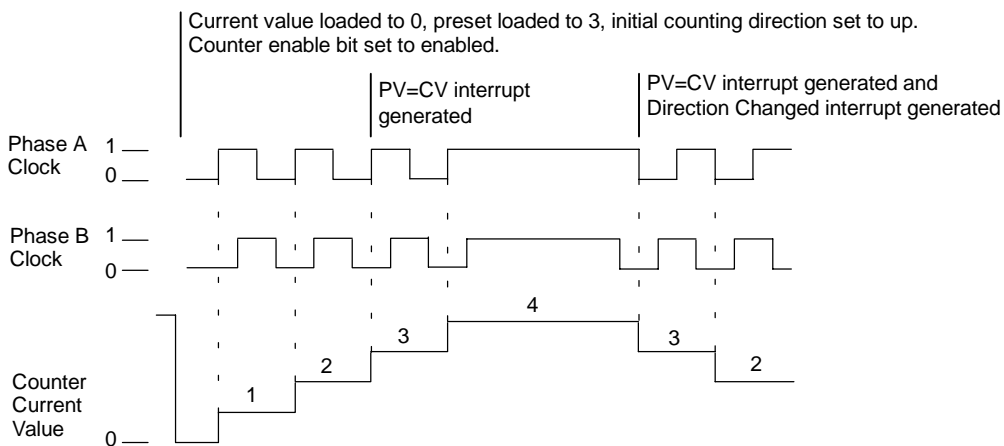 Current value loaded to 0, preset loaded to 3, initial counting direction set to up.
Counter enable bit set to enabled.
PV=CV interrupt
generated
PV=CV interrupt generated and
Direction Changed interrupt generated
Phase A
Clock
1
0
Phase B
Clock
1
0
4
3
3
2
2
1
Counter
Current
Value
0